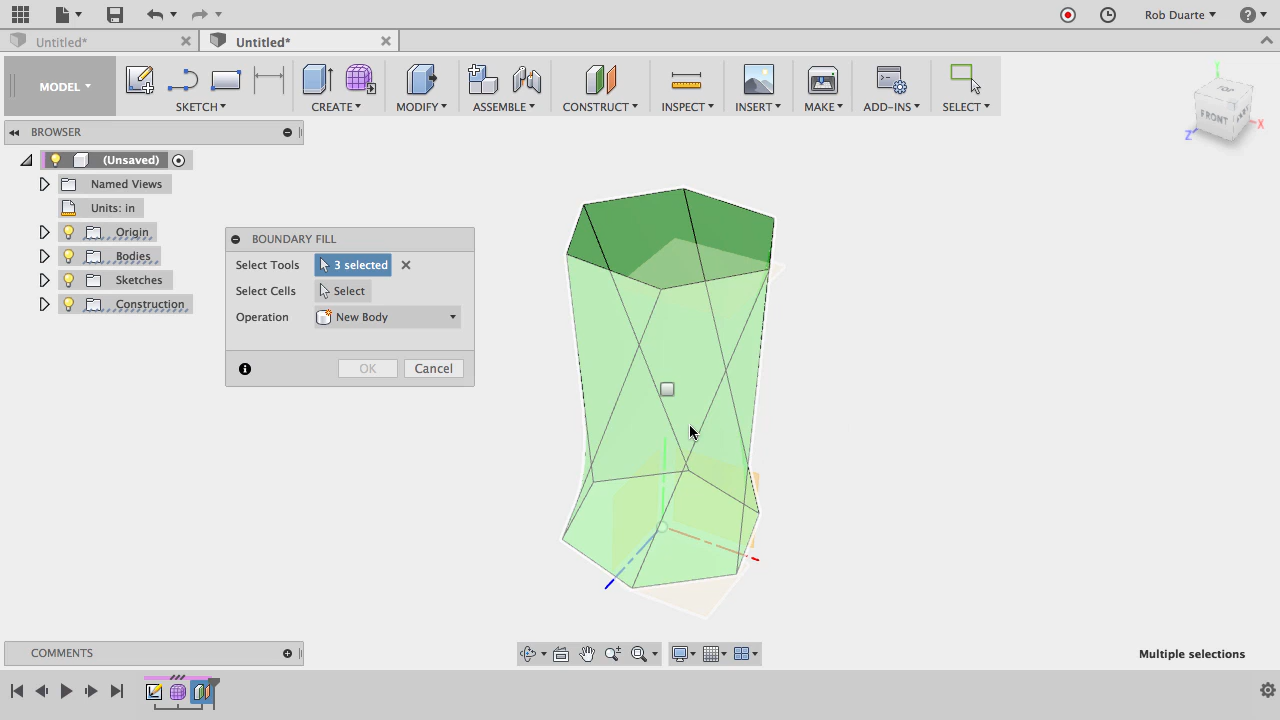 Rob Duarte
Untitled*
Untitled*
MODEL
SKETCH
CREATE
MODIFY
ASSEMBLE
CONSTRUCT
INSPECT
INSERT
MAKE
ADD-INS
SELECT
TOP
FRONT
Y
X
Z
BROWSER
(Unsaved)
Named Views
Units: in
Origin
Bodies
Sketches
Construction
BOUNDARY FILL
Select Tools
3 selected
Select Cells
Select
Operation
New Body
OK
Cancel
COMMENTS
Multiple selections